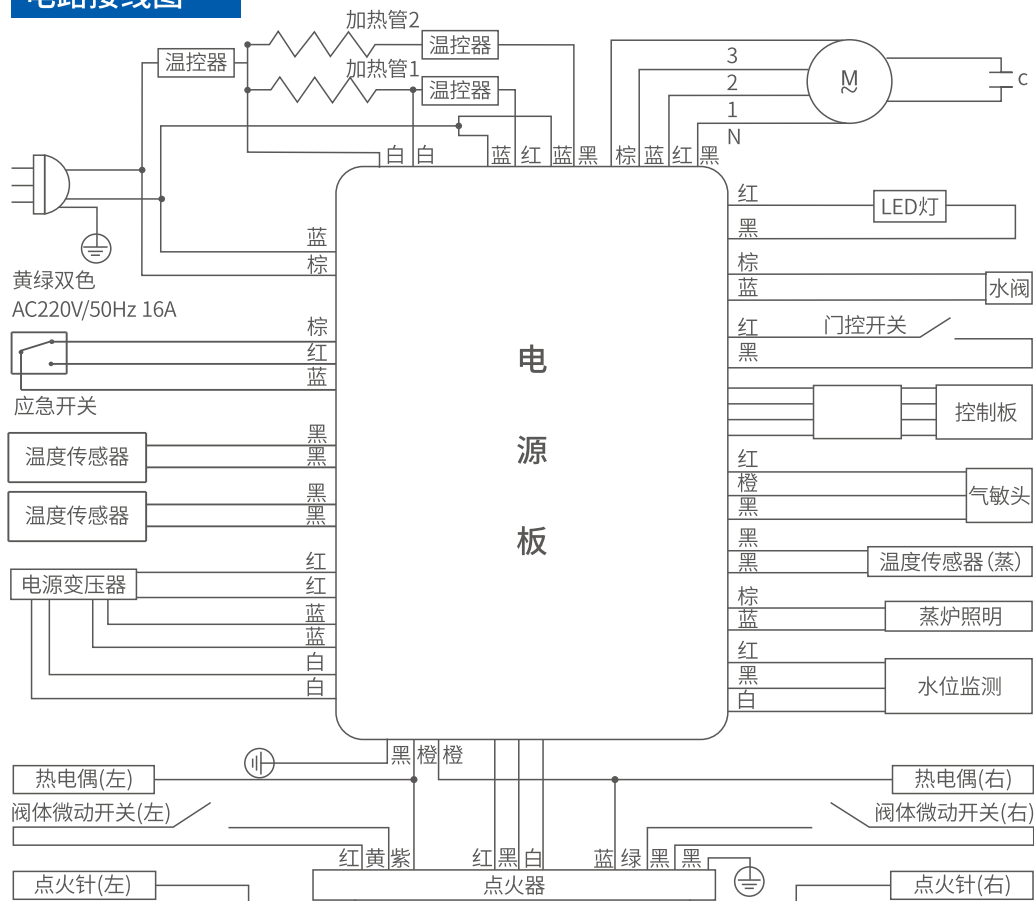 电路接线图
加热管2
温控器
温控器
加热管1
温控器
3
2
1
N
M
~
c
白 白 蓝 红 蓝 黑 棕 蓝 红 黑
红
LED灯
黑
蓝
棕
黄绿双色
AC220V/50Hz 16A
棕
蓝
水阀
棕
红
蓝
应急开关
红
门控开关
黑
电
源
板
控制板
黑
温度传感器
黑
黑
温度传感器
黑
红
橙
气敏头
黑
黑
黑
温度传感器(蒸)
红
电源变压器
红
蓝
蓝
白
白
棕
蓝
蒸炉照明
红
黑
水位监测
白
黑 橙 橙
热电偶(左)
热电偶(右)
阀体微动开关(左)
阀体微动开关(右)
红 黄 紫 红 黑 白 蓝 绿 黑 黑
点火针(左)
点火器
点火针(右)